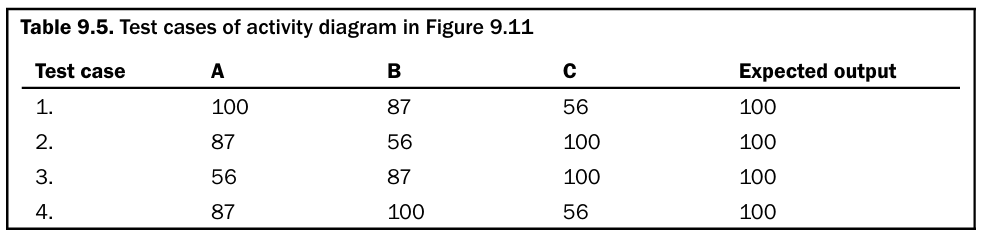 Table 9.5. Test cases of activity diagram in Figure 9.11
Test case A B C Expected output
1. 100 87 56 100
2. 87 56 100 100
3. 56 87 100 100
4. 87 100 56 100